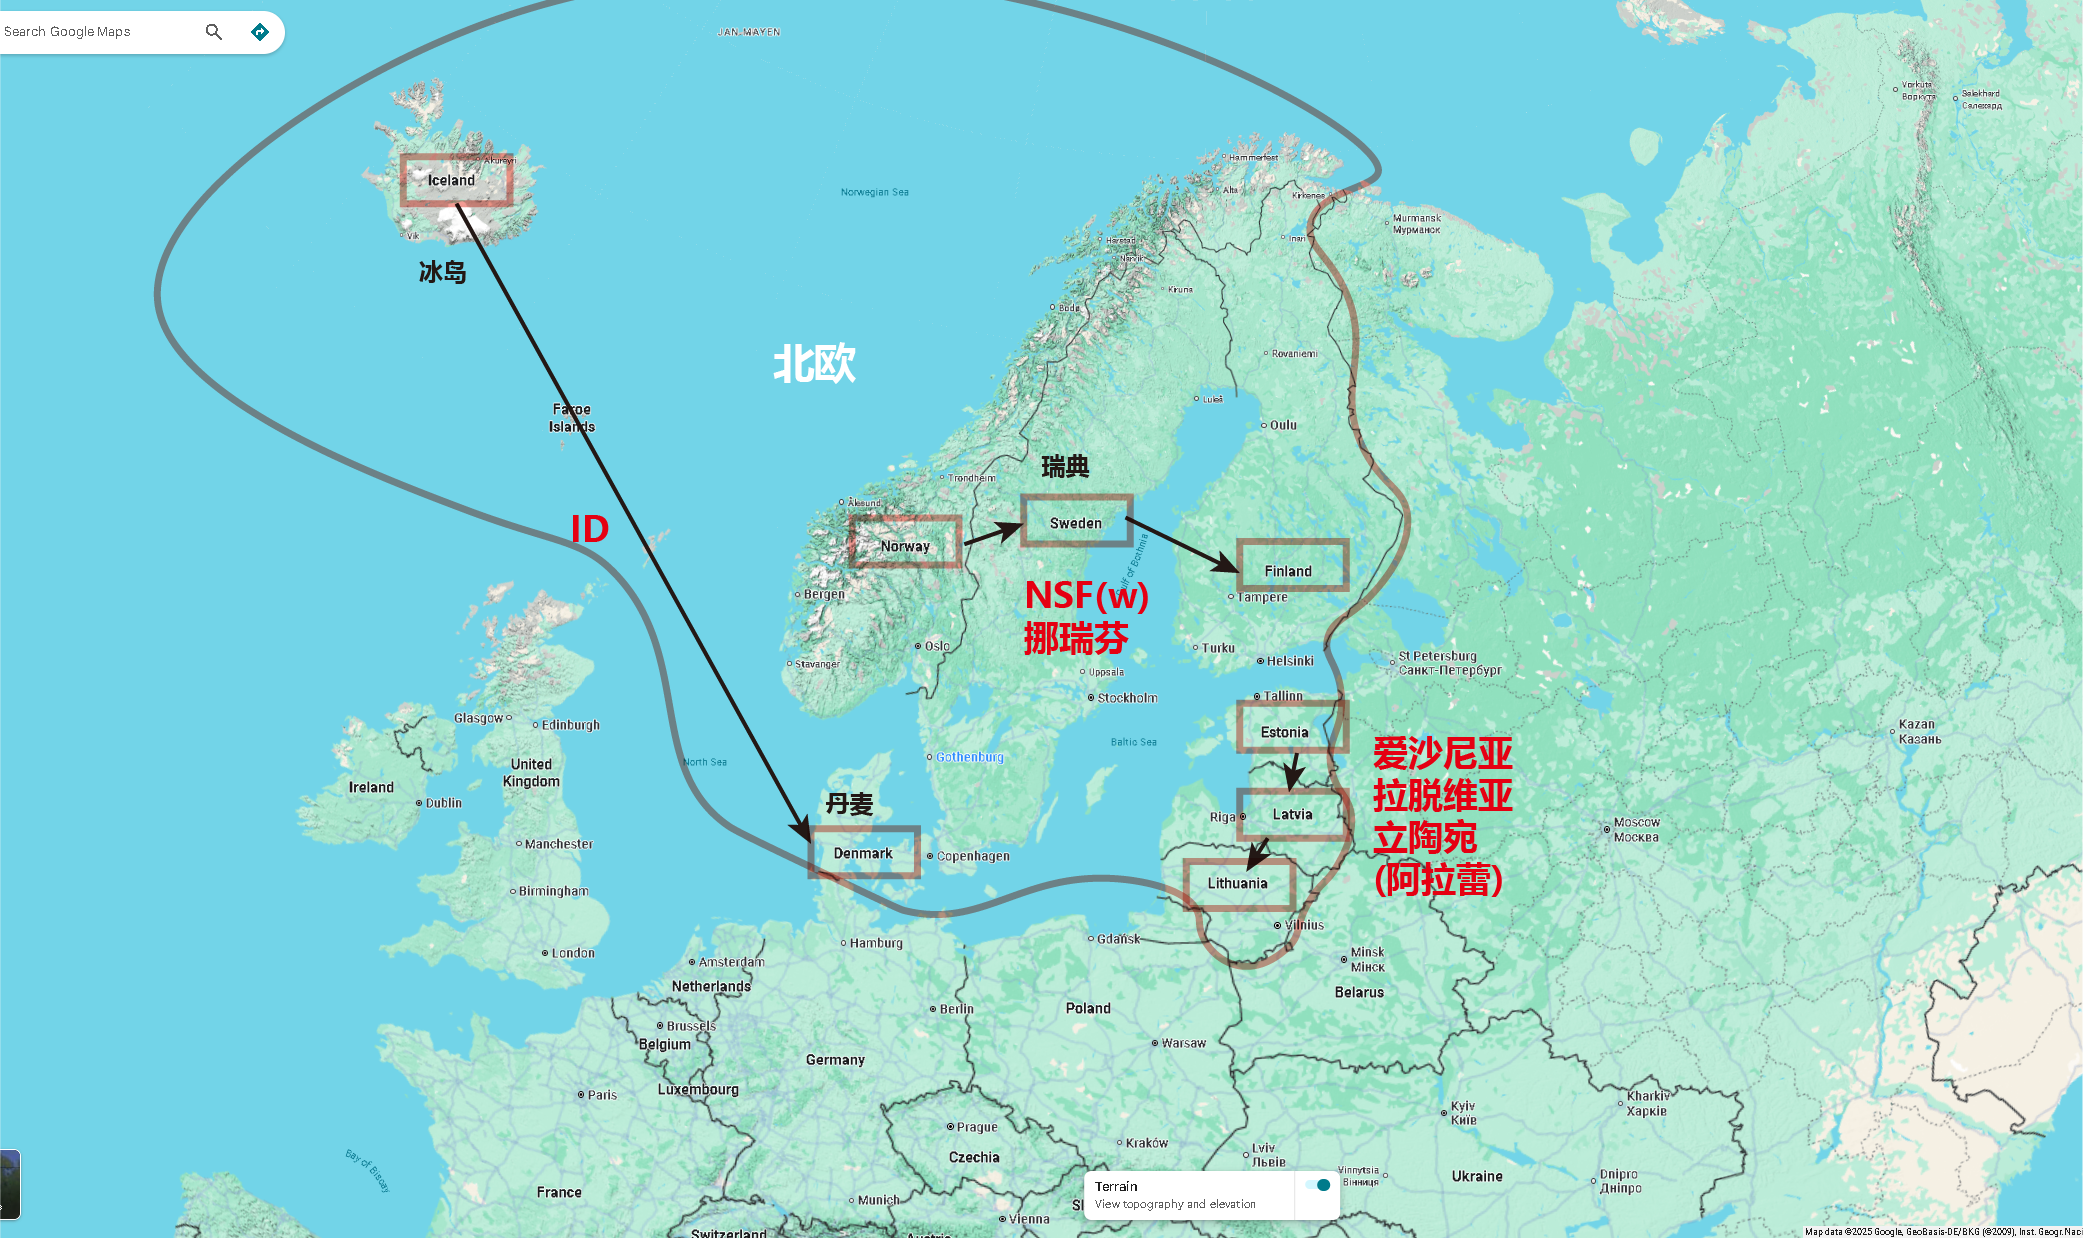 Search Google Maps
JAN MAYEN
Vorkuta
Воркута
Salekhard
Салехард
Akureyri
Iceland
Vik
冰岛
Norwegian Sea
Hammerfest
Alta
Kirkenes
Murmansk
Мурманск
Harstad
Narvik
Inari
Kiruna
Bodø
北欧
Rovaniemi
Luleå
Oulu
Faroe
Islands
瑞典
Trondheim
Ålesund
Sweden
ID
Norway
Finland
Gulf of Bothnia
NSF(w)
挪瑞芬
Bergen
Tampere
Oslo
Turku
Helsinki
St Petersburg
Санкт-Петербург
Stavanger
Uppsala
Stockholm
Tallinn
Glasgow
Edinburgh
Estonia
Baltic Sea
Kazan
Казань
North Sea
Gothenburg
United
Kingdom
Ireland
Dublin
爱沙尼亚
拉脱维亚
立陶宛
(阿拉蕾)
丹麦
Riga
Latvia
Moscow
Москва
Manchester
Denmark
Copenhagen
Lithuania
Birmingham
Vilnius
London
Hamburg
Gdańsk
Minsk
Мінск
Amsterdam
Netherlands
Belarus
Berlin
Poland
Brussels
Belgium
Germany
Warsaw
Luxembourg
Paris
Kyiv
Київ
Kharkiv
Харків
Prague
Kraków
Lviv
Львів
Czechia
Bay of Biscay
Vinnytsia
Вінниця
Ukraine
Dnipro
Дніпро
France
Munich
Vienna
Terrain
View topography and elevation
Switzerland
Austria
Map data ©2025 Google, GeoBasis-DE/BKG (©2009), Inst. Geogr. Naci